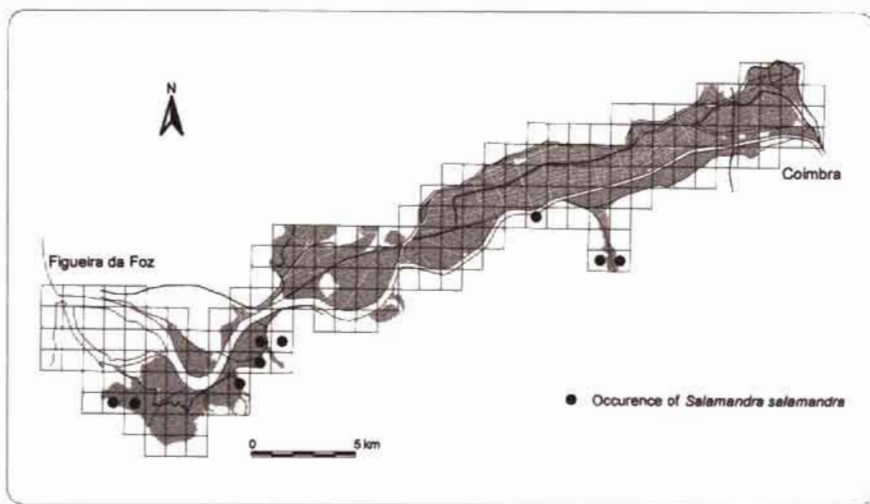 N
Coimbra
Figueira da Foz
Occurence of Salamandra salamandra
0 5 km